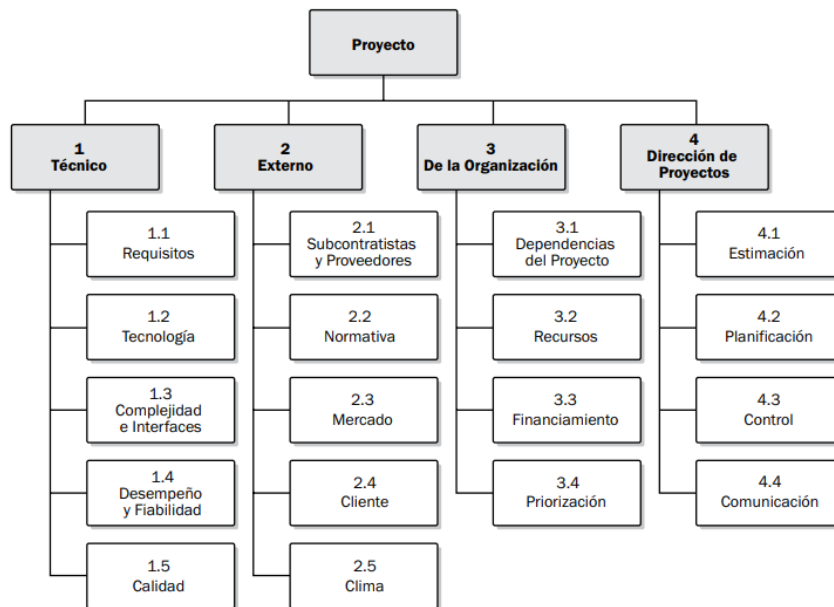 Proyecto
1
Técnico
2
Externo
3
De la Organización
4
Dirección de
Proyectos
1.1
Requisitos
2.1
Subcontratistas
y Proveedores
3.1
Dependencias
del Proyecto
4.1
Estimación
1.2
Tecnología
2.2
Normativa
3.2
Recursos
4.2
Planificación
1.3
Complejidad
e Interfaces
2.3
Mercado
3.3
Financiamiento
4.3
Control
1.4
Desempeño
y Fiabilidad
2.4
Cliente
3.4
Priorización
4.4
Comunicación
1.5
Calidad
2.5
Clima